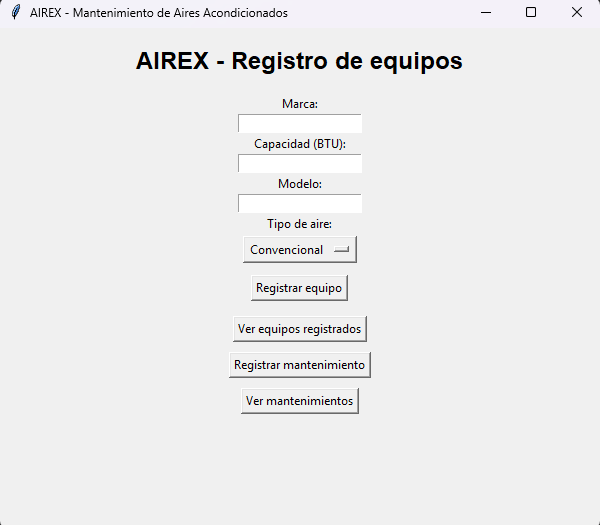 AIREX - Mantenimiento de Aires Acondicionados
AIREX - Registro de equipos
Marca:
Capacidad (BTU):
Modelo:
Tipo de aire:
Convencional
Registrar equipo
Ver equipos registrados
Registrar mantenimiento
Ver mantenimientos